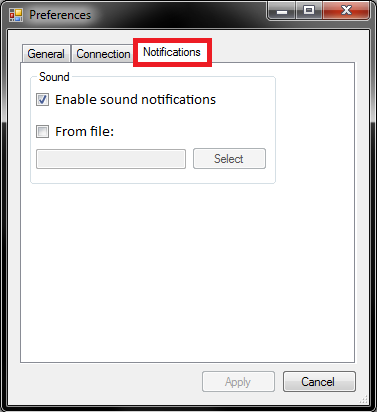 Preferences
General Connection Notifications
Sound
Enable sound notifications
From file:
Select
Apply Cancel